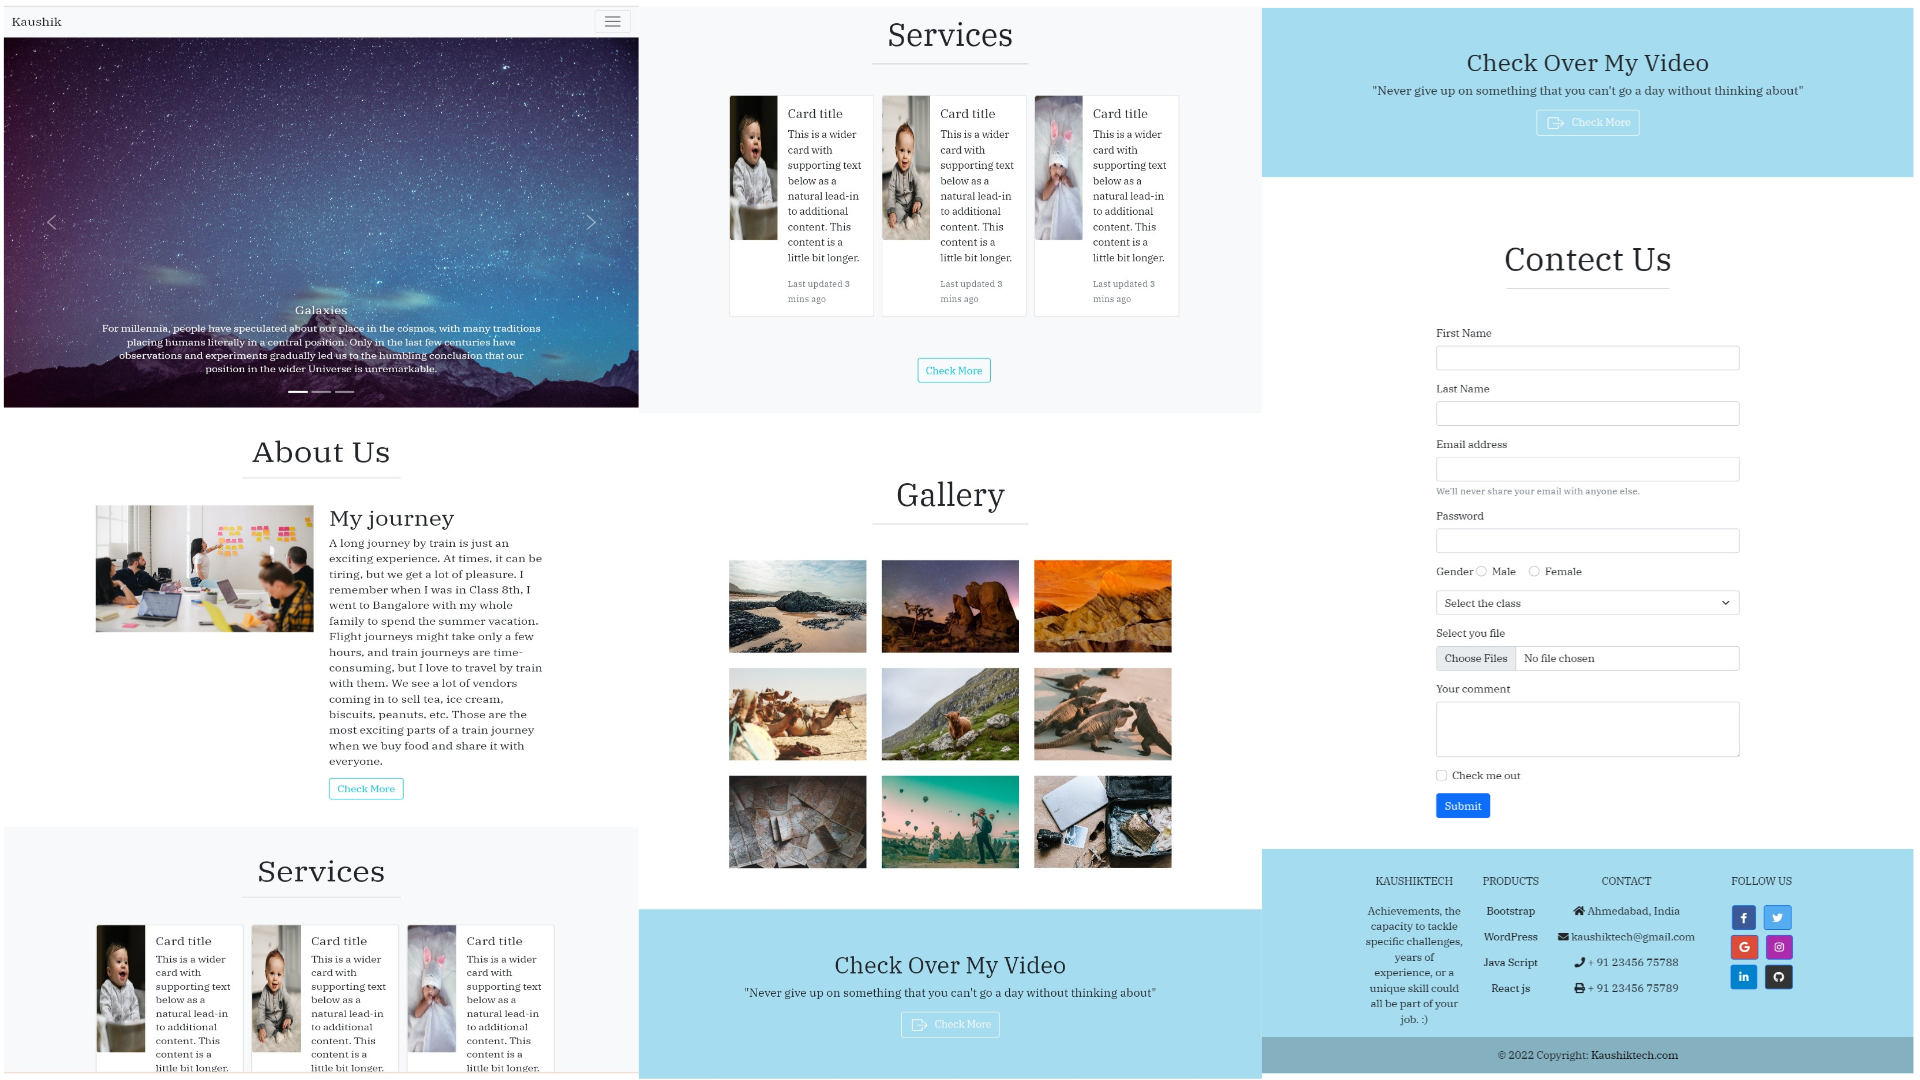 Kaushik
Galaxies
For millennia, people have speculated about our place in the cosmos, with many traditions
placing humans literally in a central position. Only in the last few centuries have
observations and experiments gradually led us to the humbling conclusion that our
position in the wider Universe is unremarkable.
About Us
My journey
A long journey by train is just an
exciting experience. At times, it can be
tiring, but we get a lot of pleasure. I
remember when I was in Class 8th, I
went to Bangalore with my whole
family to spend the summer vacation.
Flight journeys might take only a few
hours, and train journeys are time-
consuming, but I love to travel by train
with them. We see a lot of vendors
coming in to sell tea, ice cream,
biscuits, peanuts, etc. Those are the
most exciting parts of a train journey
when we buy food and share it with
everyone.
Check More
Services
Card title
This is a wider
card with
supporting text
below as a
natural lead-in
to additional
content. This
content is a
little bit longer.
Card title
This is a wider
card with
supporting text
below as a
natural lead-in
to additional
content. This
content is a
little bit longer.
Card title
This is a wider
card with
supporting text
below as a
natural lead-in
to additional
content. This
content is a
little bit longer.
Services
Card title
This is a wider
card with
supporting text
below as a
natural lead-in
to additional
content. This
content is a
little bit longer.
Last updated 3
mins ago
Card title
This is a wider
card with
supporting text
below as a
natural lead-in
to additional
content. This
content is a
little bit longer.
Last updated 3
mins ago
Card title
This is a wider
card with
supporting text
below as a
natural lead-in
to additional
content. This
content is a
little bit longer.
Last updated 3
mins ago
Check More
Gallery
Check Over My Video
"Never give up on something that you can't go a day without thinking about"
Check More
Check Over My Video
"Never give up on something that you can't go a day without thinking about"
Check More
Contect Us
First Name
Last Name
Email address
We'll never share your email with anyone else.
Password
Gender Male Female
Select the class
Select you file
Choose Files No file chosen
Your comment
Check me out
Submit
KAUSHIKTECH
Achievements, the
capacity to tackle
specific challenges,
years of
experience, or a
unique skill could
all be part of your
job. :)
PRODUCTS
Bootstrap
WordPress
Java Script
React js
CONTACT
Ahmedabad, India
kaushiktech@gmail.com
+ 91 23456 75788
+ 91 23456 75789
FOLLOW US
© 2022 Copyright: Kaushiktech.com